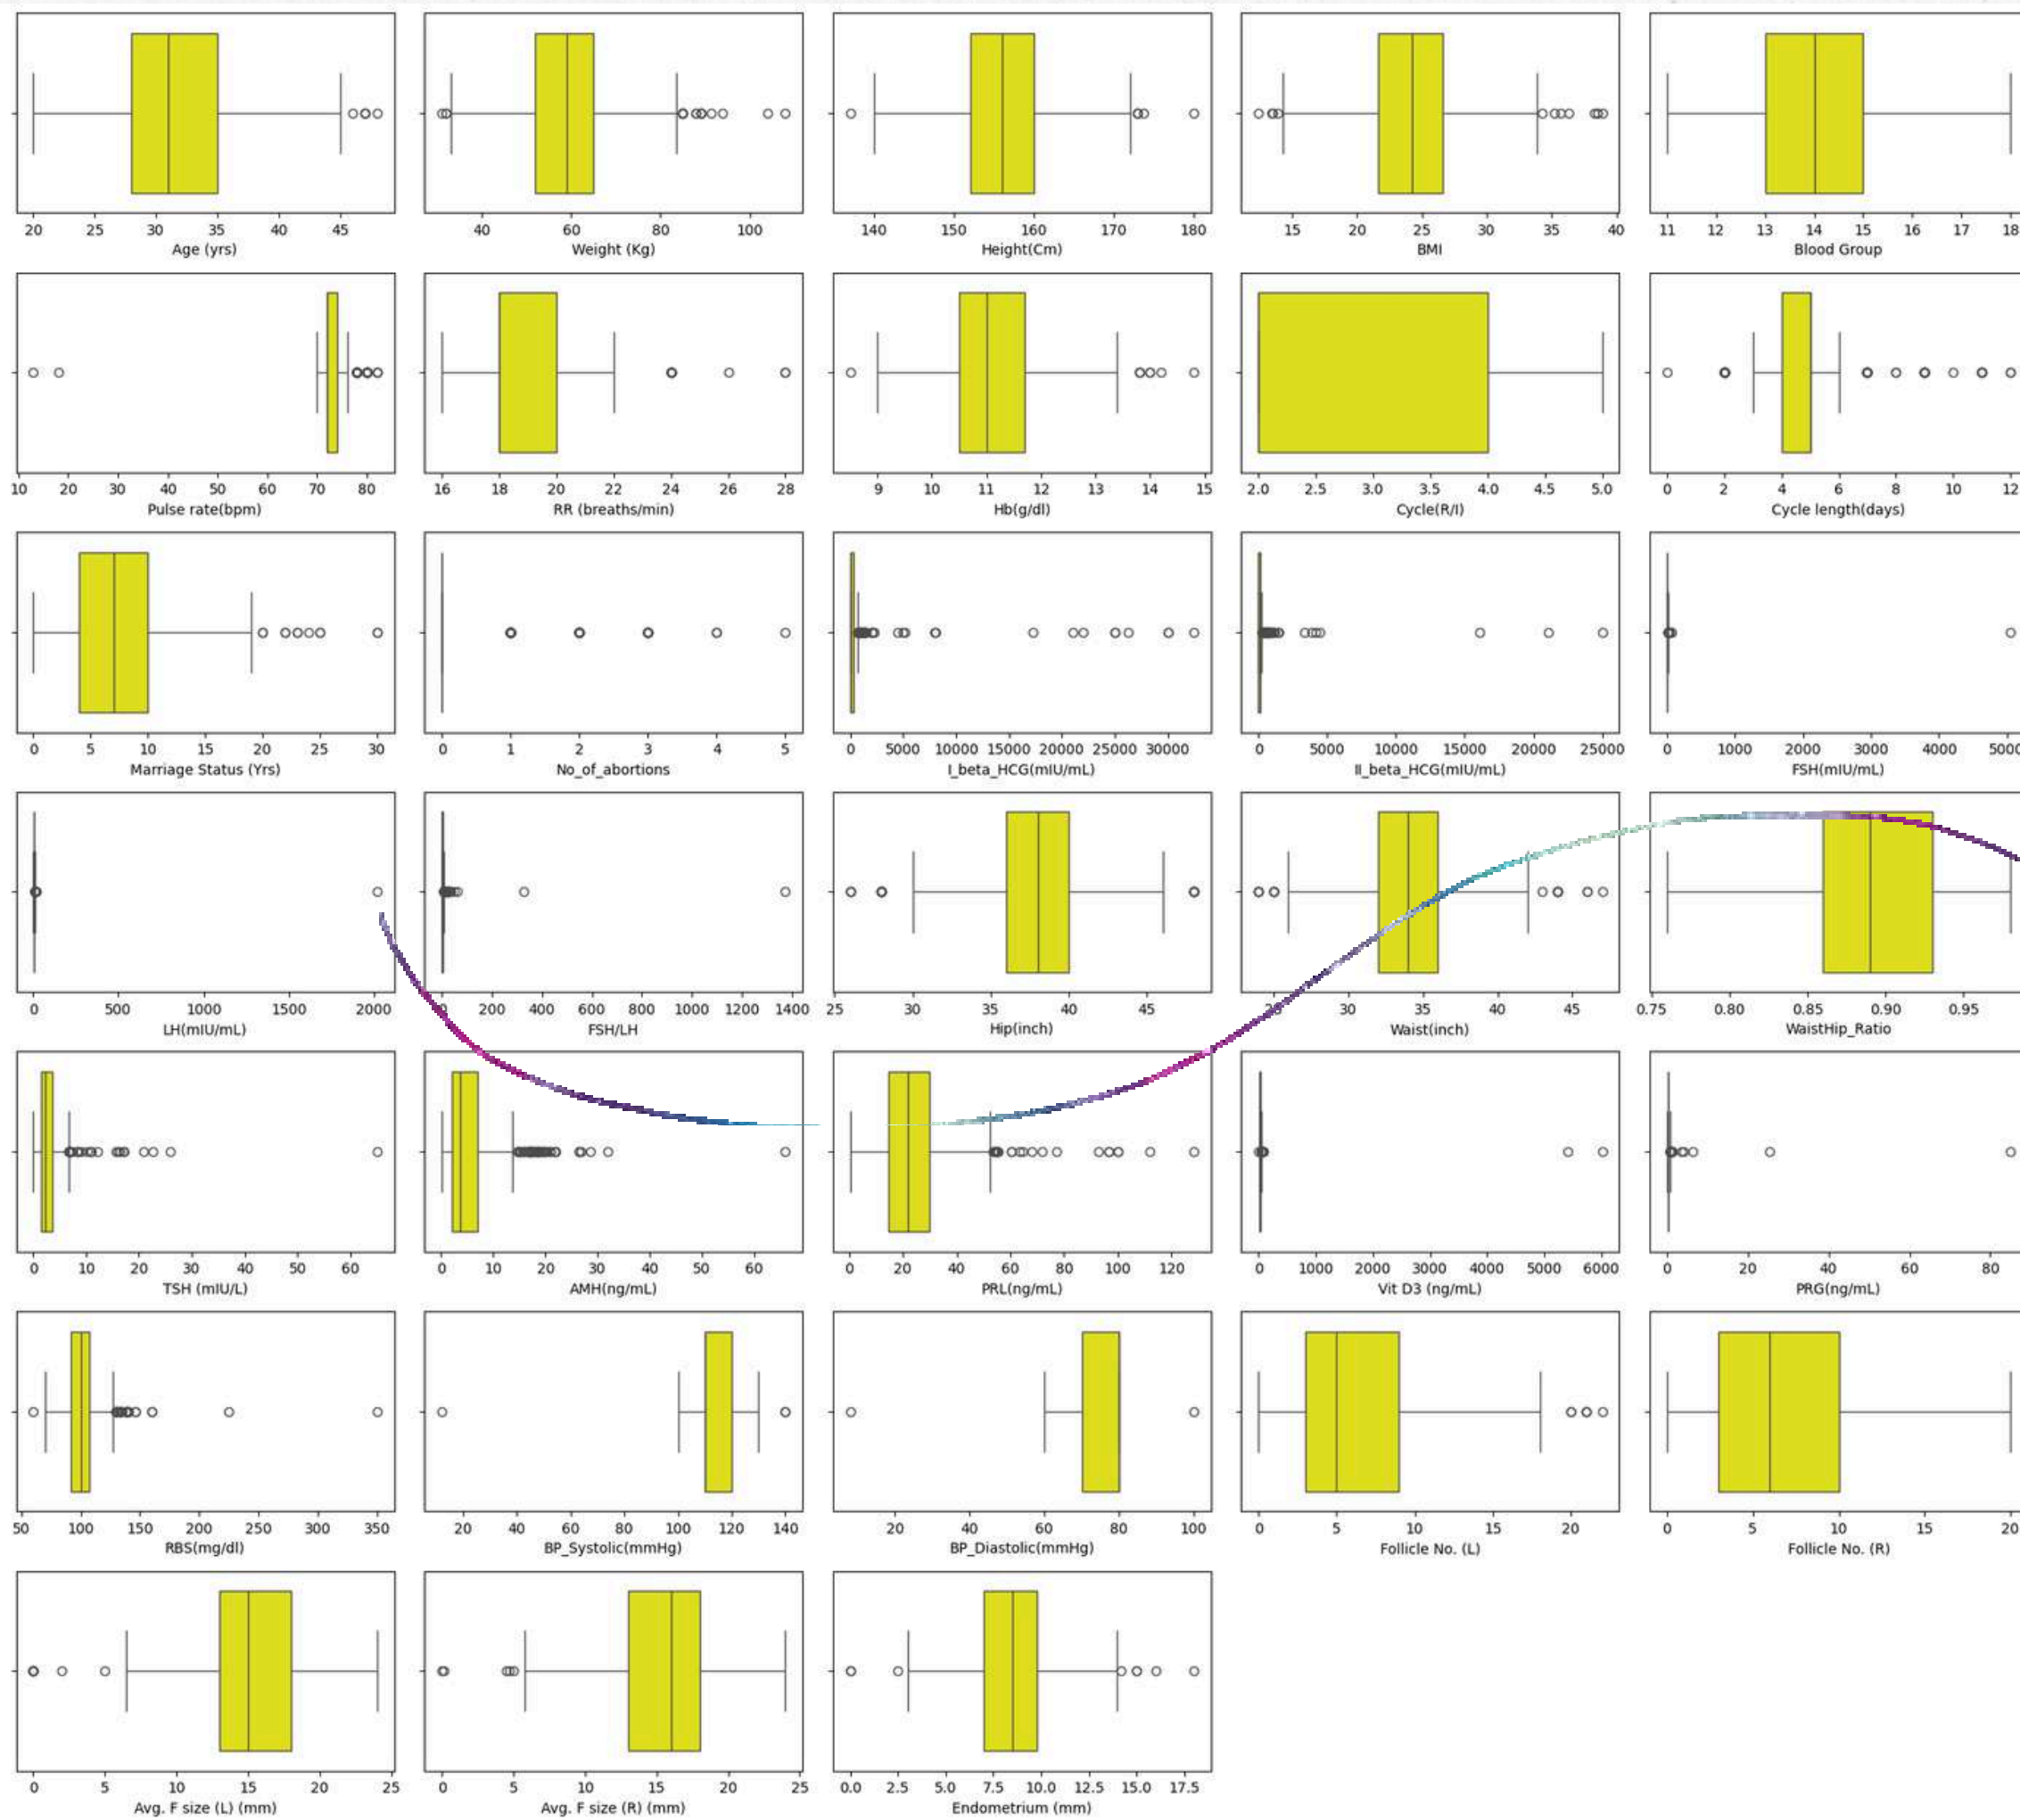 20 25 30 35 40 45 40 60 80 100 140 150 160 170 180 15 20 25 30 35 40 11 12 13 14 15 16 17 18
Age (yrs) Weight (Kg) Height(Cm) BMI Blood Group
10 20 30 40 50 60 70 80 16 18 20 22 24 26 28 9 10 11 12 13 14 15 2.0 2.5 3.0 3.5 4.0 4.5 5.0 0 2 4 6 8 10 12
Pulse rate(bpm) RR (breaths/min) Hb(g/dl) Cycle(R/I) Cycle length(days)
0 5 10 15 20 25 30 0 1 2 3 4 5 0 5000 10000 15000 20000 25000 30000 0 5000 10000 15000 20000 25000 0 1000 2000 3000 4000 5000
Marriage Status (Yrs) No_of_abortions I_beta_HCG(mIU/mL) II_beta_HCG(mIU/mL) FSH(mIU/mL)
0 500 1000 1500 2000 200 400 600 800 1000 1200 1400 25 30 35 40 45 30 35 40 45 0.75 0.80 0.85 0.90 0.95
LH(mIU/mL) FSH/LH Hip(inch) Waist(inch) WaistHip_Ratio
0 10 20 30 40 50 60 0 10 20 30 40 50 60 0 20 40 60 80 100 120 0 1000 2000 3000 4000 5000 6000 0 20 40 60 80
TSH (mIU/L) AMH(ng/mL) PRL(ng/mL) Vit D3 (ng/mL) PRG(ng/mL)
50 100 150 200 250 300 350 20 40 60 80 100 120 140 20 40 60 80 100 0 5 10 15 20 0 5 10 15 20
RBS(mg/dl) BP_Systolic(mmHg) BP_Diastolic(mmHg) Follicle No. (L) Follicle No. (R)
0 5 10 15 20 25 0 5 10 15 20 25 0.0 2.5 5.0 7.5 10.0 12.5 15.0 17.5
Avg. F size (L) (mm) Avg. F size (R) (mm) Endometrium (mm)